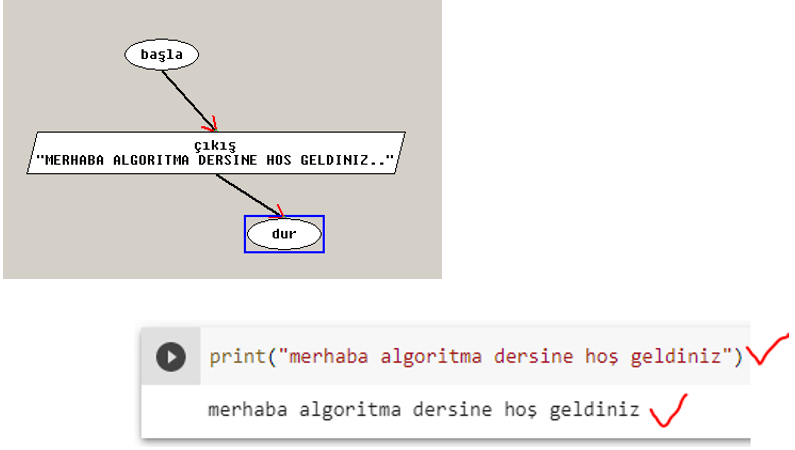 başla
çıkış
"MERHABA ALGORITMA DERSINE HOS GELDINIZ.."
dur
print("merhaba algoritma dersine hoş geldiniz")
merhaba algoritma dersine hoş geldiniz